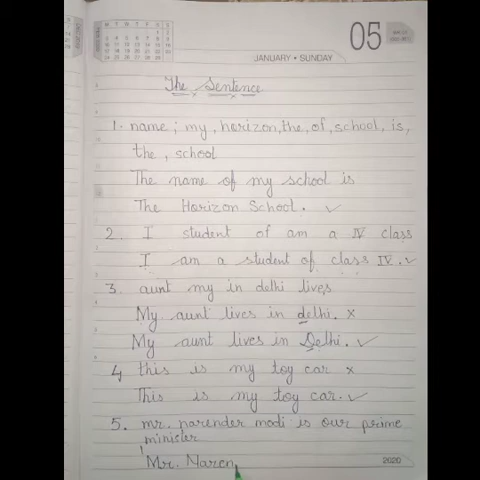 05
JANUARY • SUNDAY
The Sentence
1. name; my, horizon, the, of, school, is,
the, school
The name of my school is
The Horizon School. ✓
2. I student of am a IV class
I am a student of class IV. ✓
3. aunt my in delhi lives
My aunt lives in delhi. ×
My aunt lives in Delhi. ✓
4 this is my toy car ×
This is my toy car. ✓
5. mr. narender modi is our prime
minister
Mr. Naren
2020